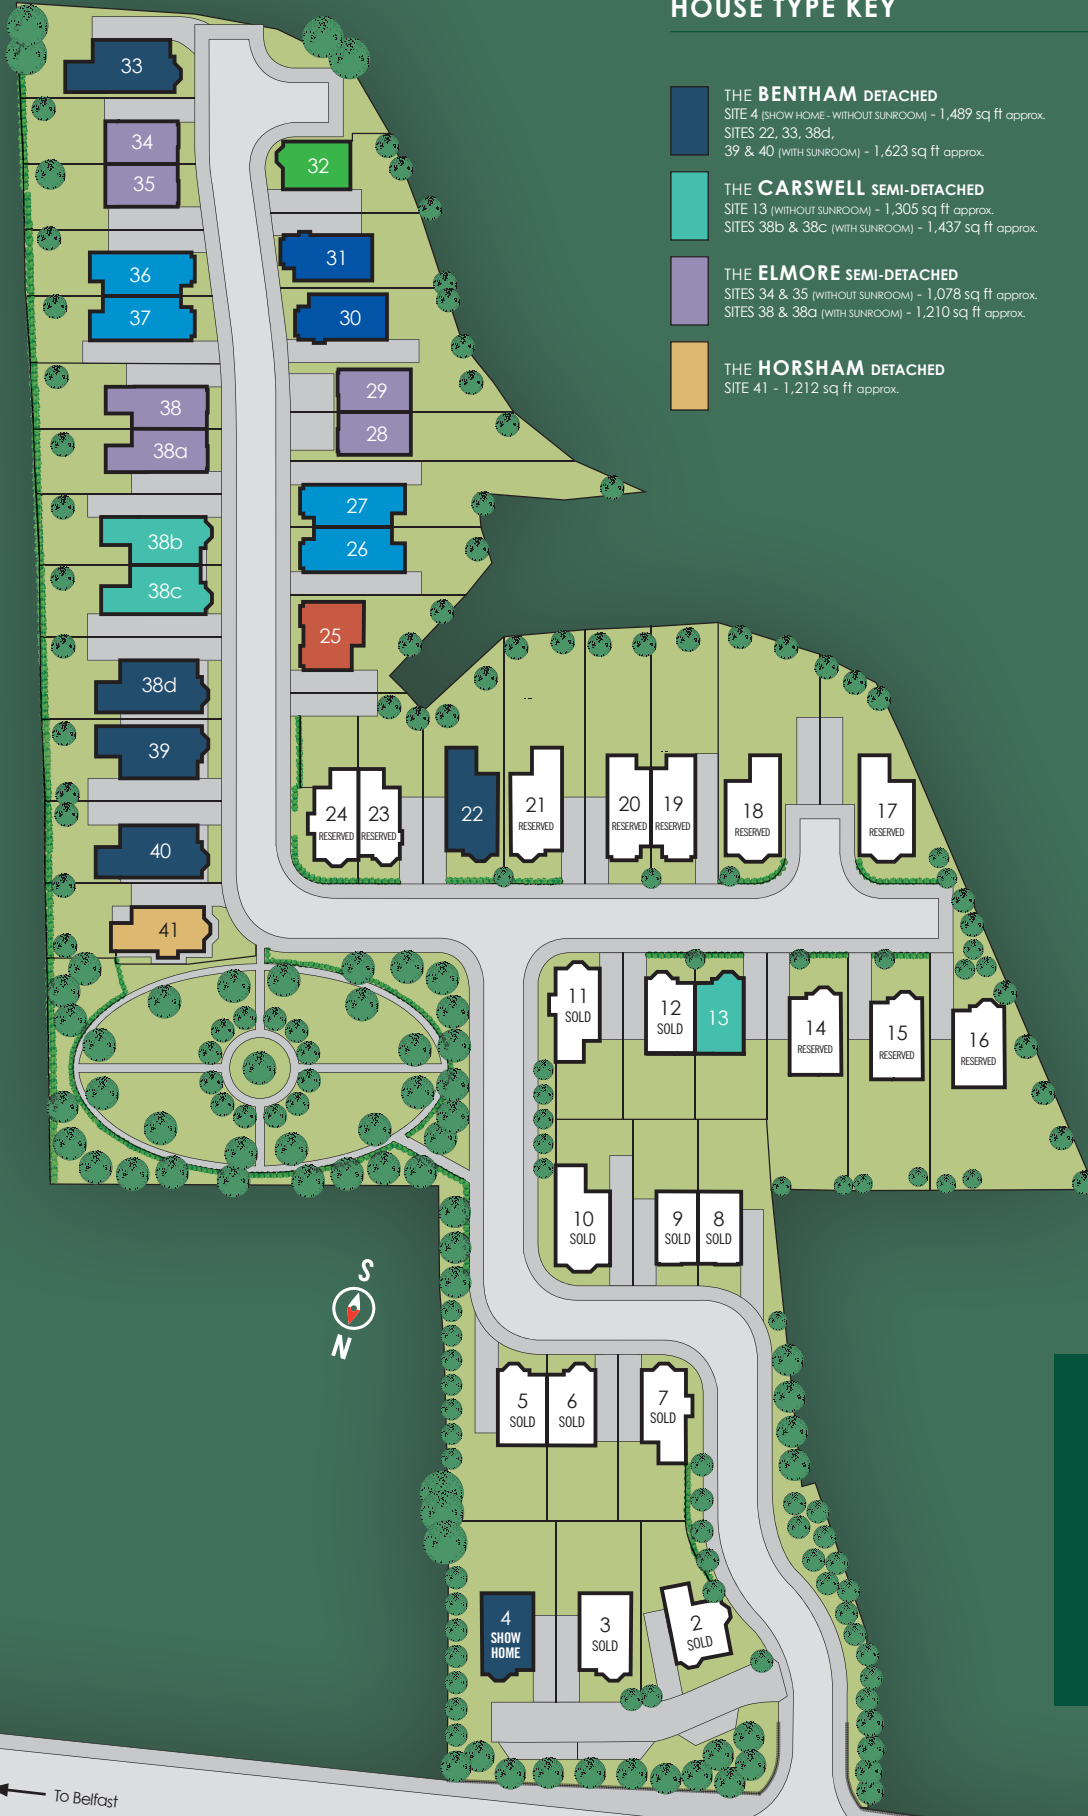 HOUSE TYPE KEY
THE BENTHAM DETACHED
SITE 4 (SHOW HOME - WITHOUT SUNROOM) - 1,489 sq ft approx.
SITES 22, 33, 38d,
39 & 40 (WITH SUNROOM) - 1,623 sq ft approx.
THE CARSWELL SEMI-DETACHED
SITE 13 (WITHOUT SUNROOM) - 1,305 sq ft approx.
SITES 38b & 38c (WITH SUNROOM) - 1,437 sq ft approx.
THE ELMORE SEMI-DETACHED
SITES 34 & 35 (WITHOUT SUNROOM) - 1,078 sq ft approx.
SITES 38 & 38a (WITH SUNROOM) - 1,210 sq ft approx.
THE HORSHAM DETACHED
SITE 41 - 1,212 sq ft approx.
33
34
35
32
36
37
31
30
38
38a
29
28
27
26
38b
38c
25
38d
39
40
41
24
RESERVED
23
RESERVED
22
21
RESERVED
20
RESERVED
19
RESERVED
18
RESERVED
17
RESERVED
11
SOLD
12
SOLD
13
14
RESERVED
15
RESERVED
16
RESERVED
10
SOLD
9
SOLD
8
SOLD
S
N
5
SOLD
6
SOLD
7
SOLD
4
SHOW
HOME
3
SOLD
2
SOLD
To Belfast